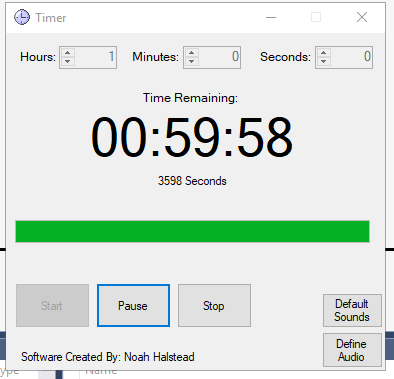 Timer
Hours: 1 Minutes: 0 Seconds: 0
Time Remaining:
00:59:58
3598 Seconds
Start Pause Stop
Default
Sounds
Define
Audio
Software Created By: Noah Halstead
Name